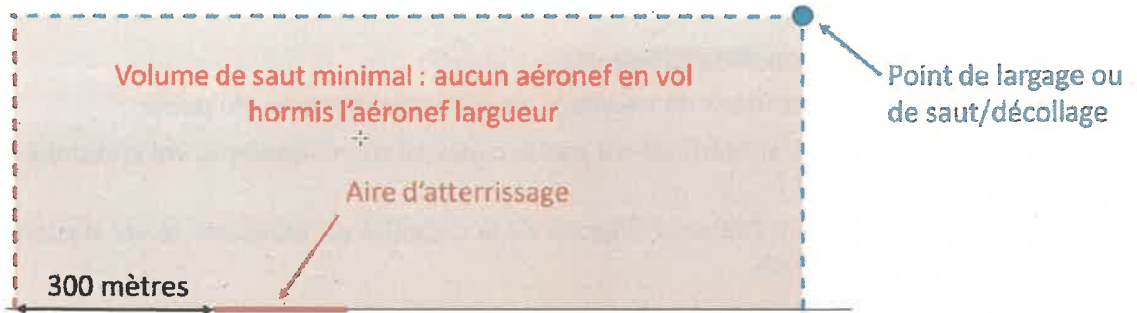 Volume de saut minimal : aucun aéronef en vol
hormis l'aéronef largueur
Point de largage ou
de saut/décollage
Aire d'atterrissage
300 mètres